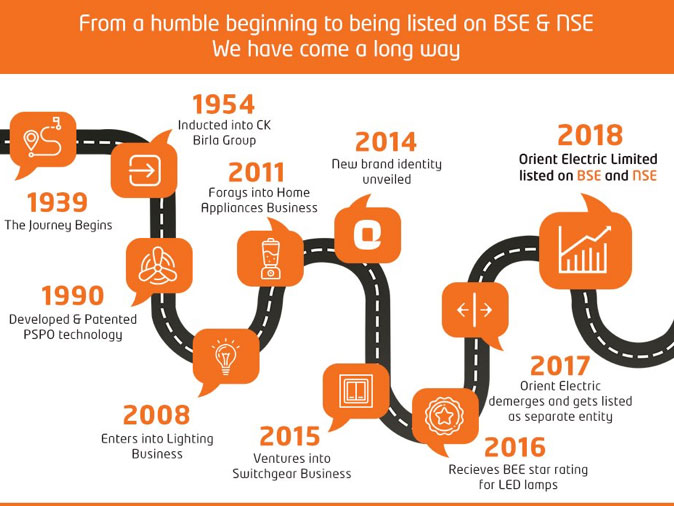 From a humble beginning to being listed on BSE & NSE
We have come a long way
1939
The Journey Begins
1954
Inducted into CK
Birla Group
1990
Developed & Patented
PSPO technology
2008
Enters into Lighting
Business
2011
Forays into Home
Appliances Business
2014
New brand identity
unveiled
2015
Ventures into
Switchgear Business
2016
Recieves BEE star rating
for LED lamps
2017
Orient Electric
demerges and gets listed
as separate entity
2018
Orient Electric Limited
listed on BSE and NSE